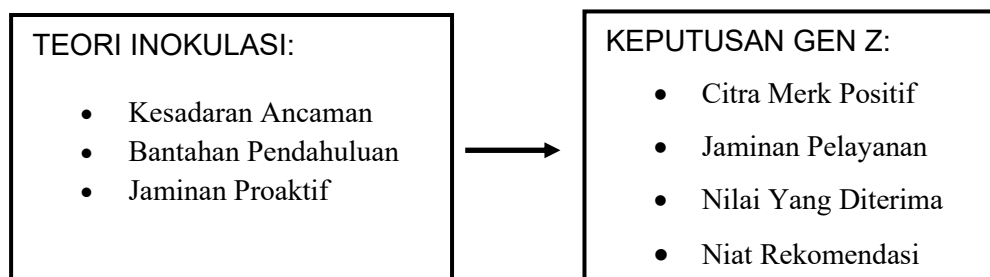 TEORI INOKULASI:
• Kesadaran Ancaman
• Bantahan Pendahuluan
• Jaminan Proaktif
KEPUTUSAN GEN Z:
• Citra Merk Positif
• Jaminan Pelayanan
• Nilai Yang Diterima
• Niat Rekomendasi